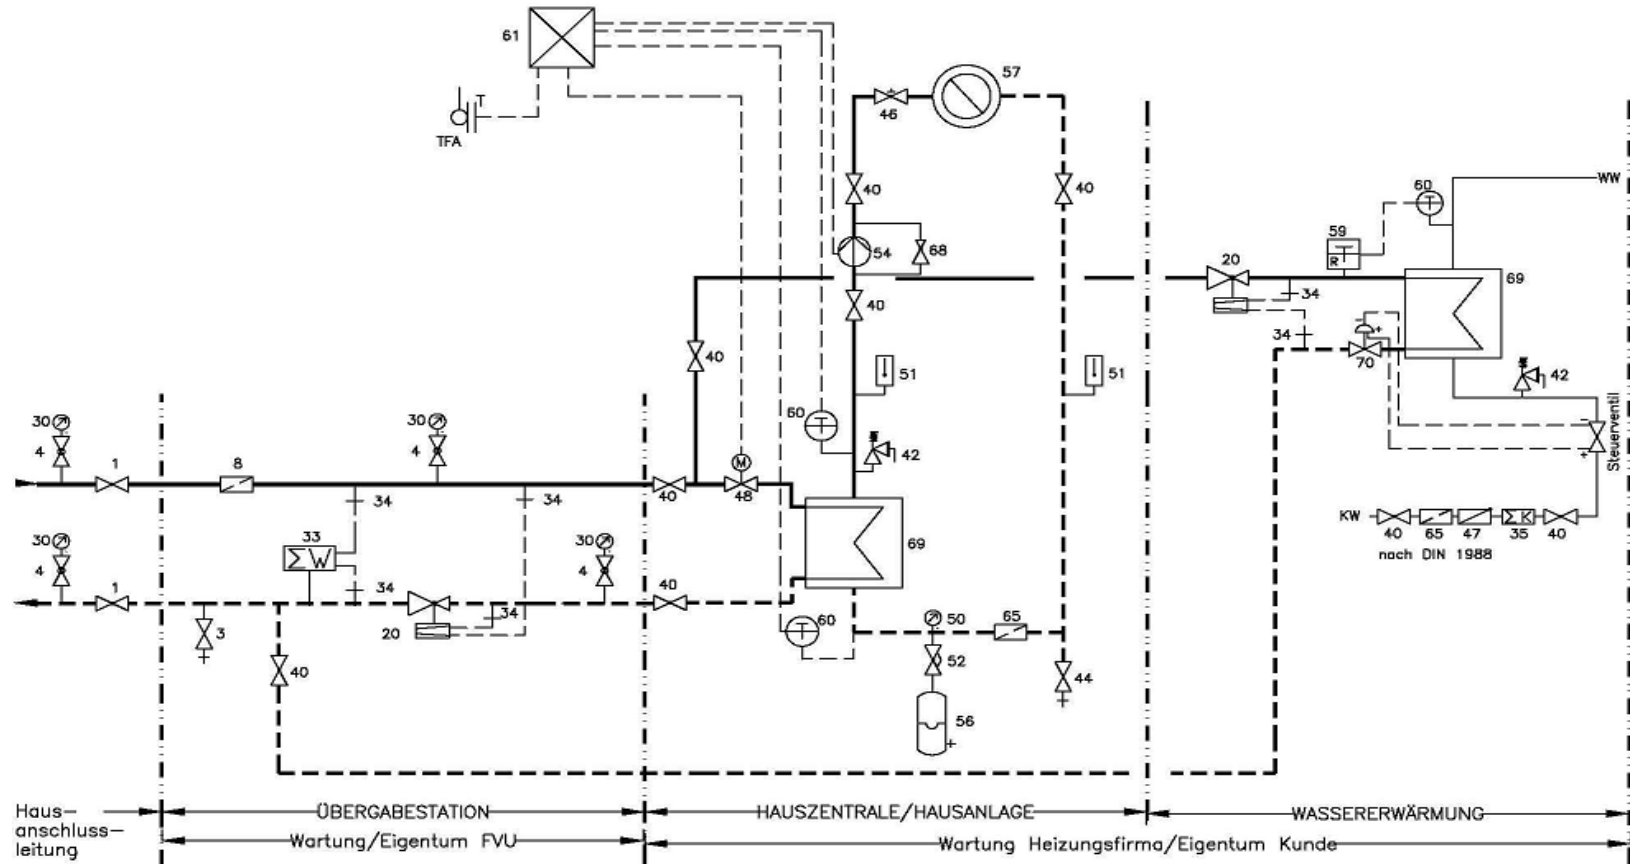 61
57
T
TFA
46
40
40
60
WW
59
T
R
54
68
20
69
34
40
34
- +
70
40
51
51
42
60
30
30
T
42
-
Steuerventil
4
1
8
4
M
+
34
34
40
48
KW
40
65
47
ΣK
35
40
nach DIN 1988
30
33
30
69
ΣW
4
1
34
4
40
34
3
20
60
T
50
65
40
52
44
56
+
Haus-
anschluss-
leitung
ÜBERGABESTATION
HAUSZENTRALE/HAUSANLAGE
WASSERERWÄRMUNG
Wartung/Eigentum FVU
Wartung Heizungsfirma/Eigentum Kunde